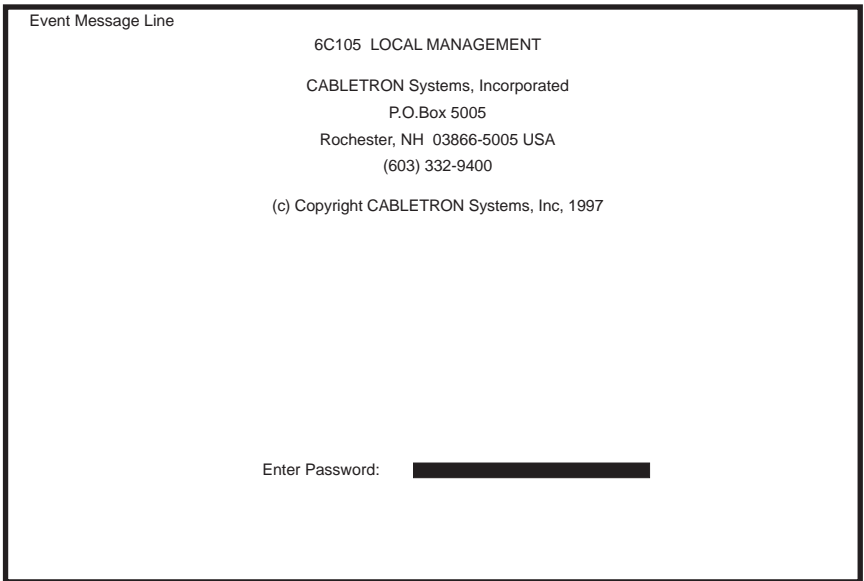 Event Message Line
6C105 LOCAL MANAGEMENT
CABLETRON Systems, Incorporated
P.O.Box 5005
Rochester, NH 03866-5005 USA
(603) 332-9400
(c) Copyright CABLETRON Systems, Inc, 1997
Enter Password: